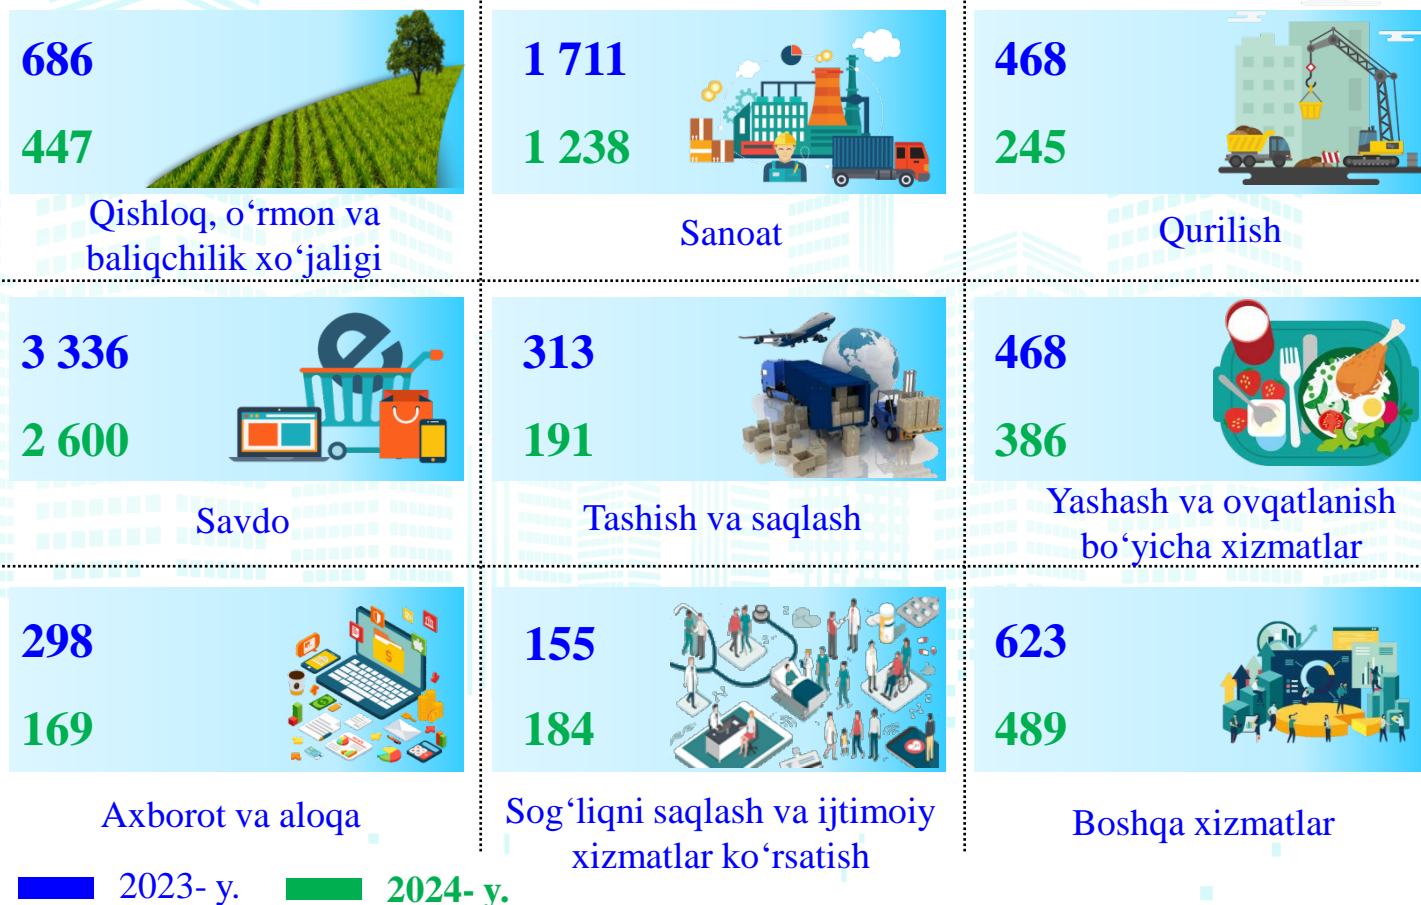 686
447
Qishloq, o‘rmon va
baliqchilik xo‘jaligi
1 711
1 238
Sanoat
468
245
Qurilish
3 336
2 600
Savdo
313
191
Tashish va saqlash
468
386
Yashash va ovqatlanish
bo‘yicha xizmatlar
298
169
Axborot va aloqa
155
184
Sog‘liqni saqlash va ijtimoiy
xizmatlar ko‘rsatish
623
489
Boshqa xizmatlar
2023- y.
2024- y.